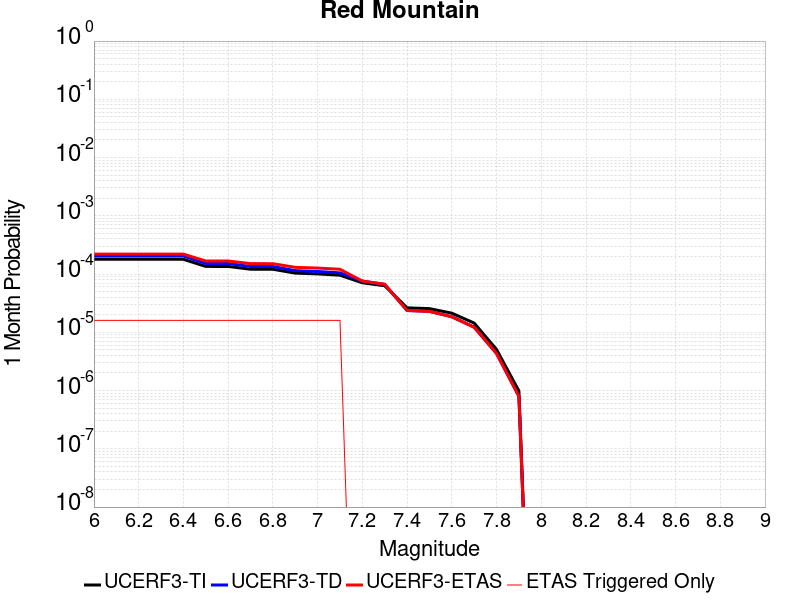 Red Mountain
1 Month Probability
10^0
10^-1
10^-2
10^-3
10^-4
10^-5
10^-6
10^-7
10^-8
6 6.2 6.4 6.6 6.8 7 7.2 7.4 7.6 7.8 8 8.2 8.4 8.6 8.8 9
Magnitude
UCERF3-TI UCERF3-TD UCERF3-ETAS ETAS Triggered Only